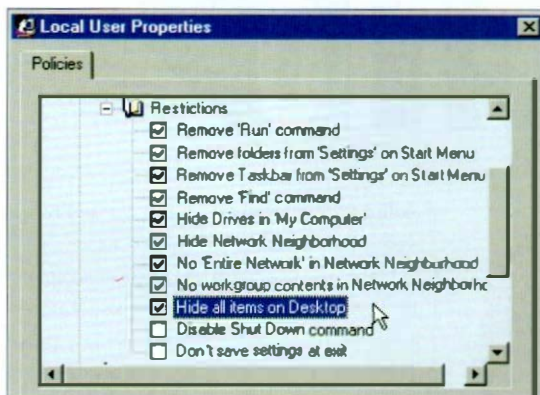 Local User Properties
Policies
Restrictions
Remove 'Run' command
Remove folders from 'Settings' on Start Menu
Remove Taskbar from 'Settings' on Start Menu
Remove 'Find' command
Hide Drives in 'My Computer'
Hide Network Neighborhood
No 'Entire Network' in Network Neighborhood
No workgroup contents in Network Neighborhc
Hide all items on Desktop
Disable Shut Down command
Don't save settings at exit